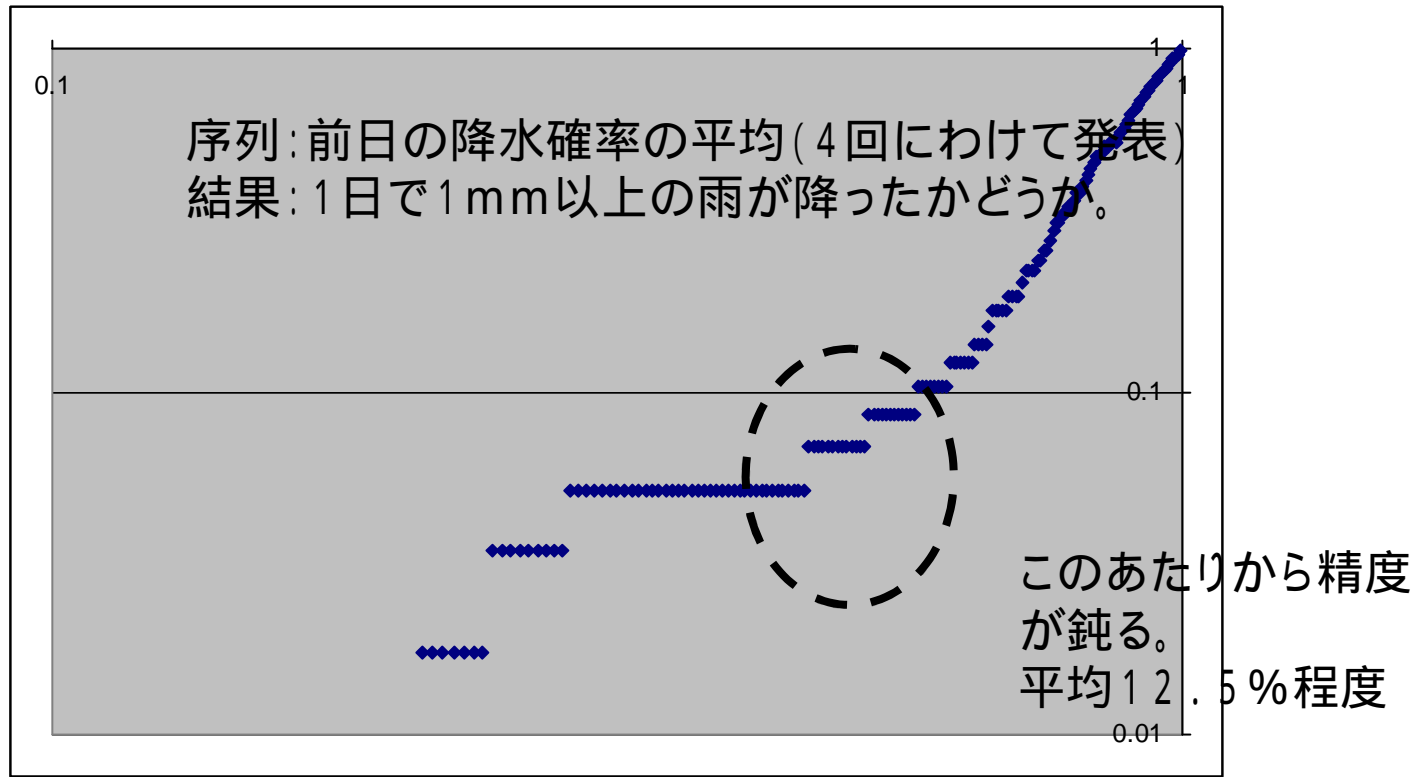 1
0.1
1
序列:前日の降水確率の平均(4回にわけて発表)
結果:1日で1mm以上の雨が降ったかどうか。
0.1
このあたりから精度
が鈍る。
平均12.5%程度
0.01